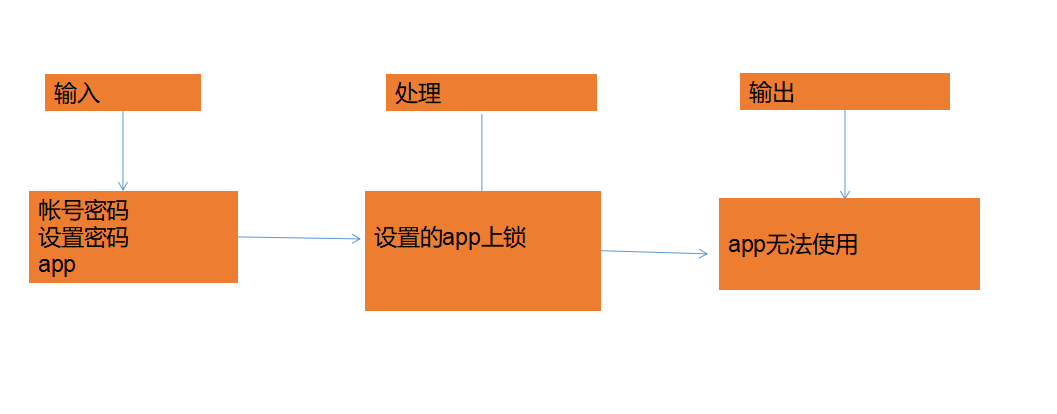 输入
处理
输出
帐号密码
设置密码
app
设置的app上锁
app无法使用